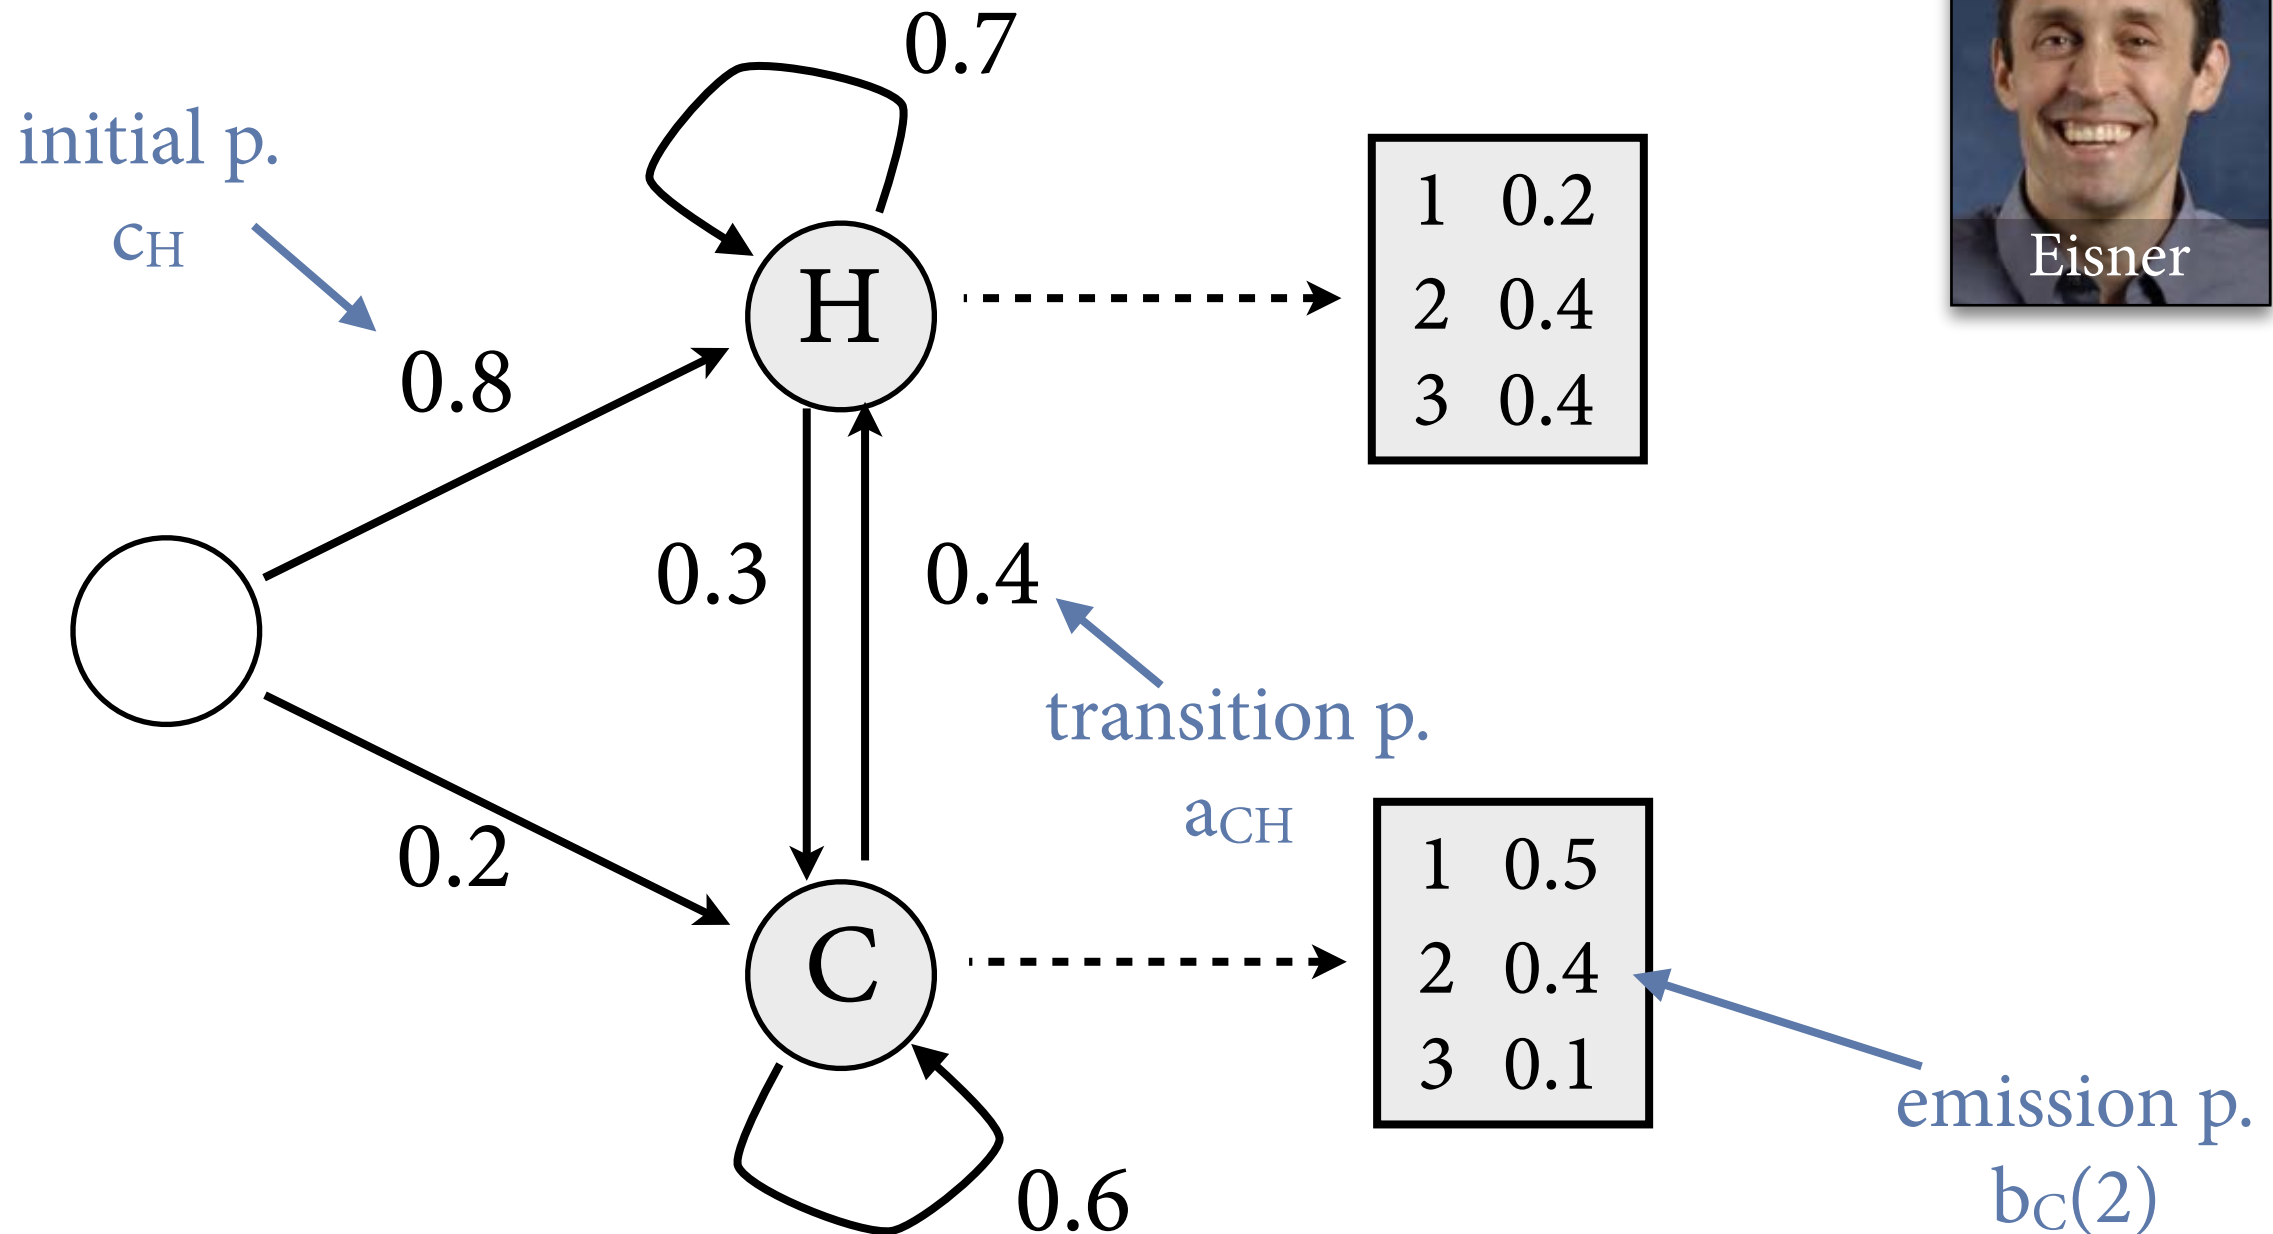 0.7
initial p.
cH
0.8
H
1 0.2
2 0.4
3 0.4
Eisner
0.3
0.4
transition p.
aCH
0.2
C
1 0.5
2 0.4
3 0.1
emission p.
bC(2)
0.6